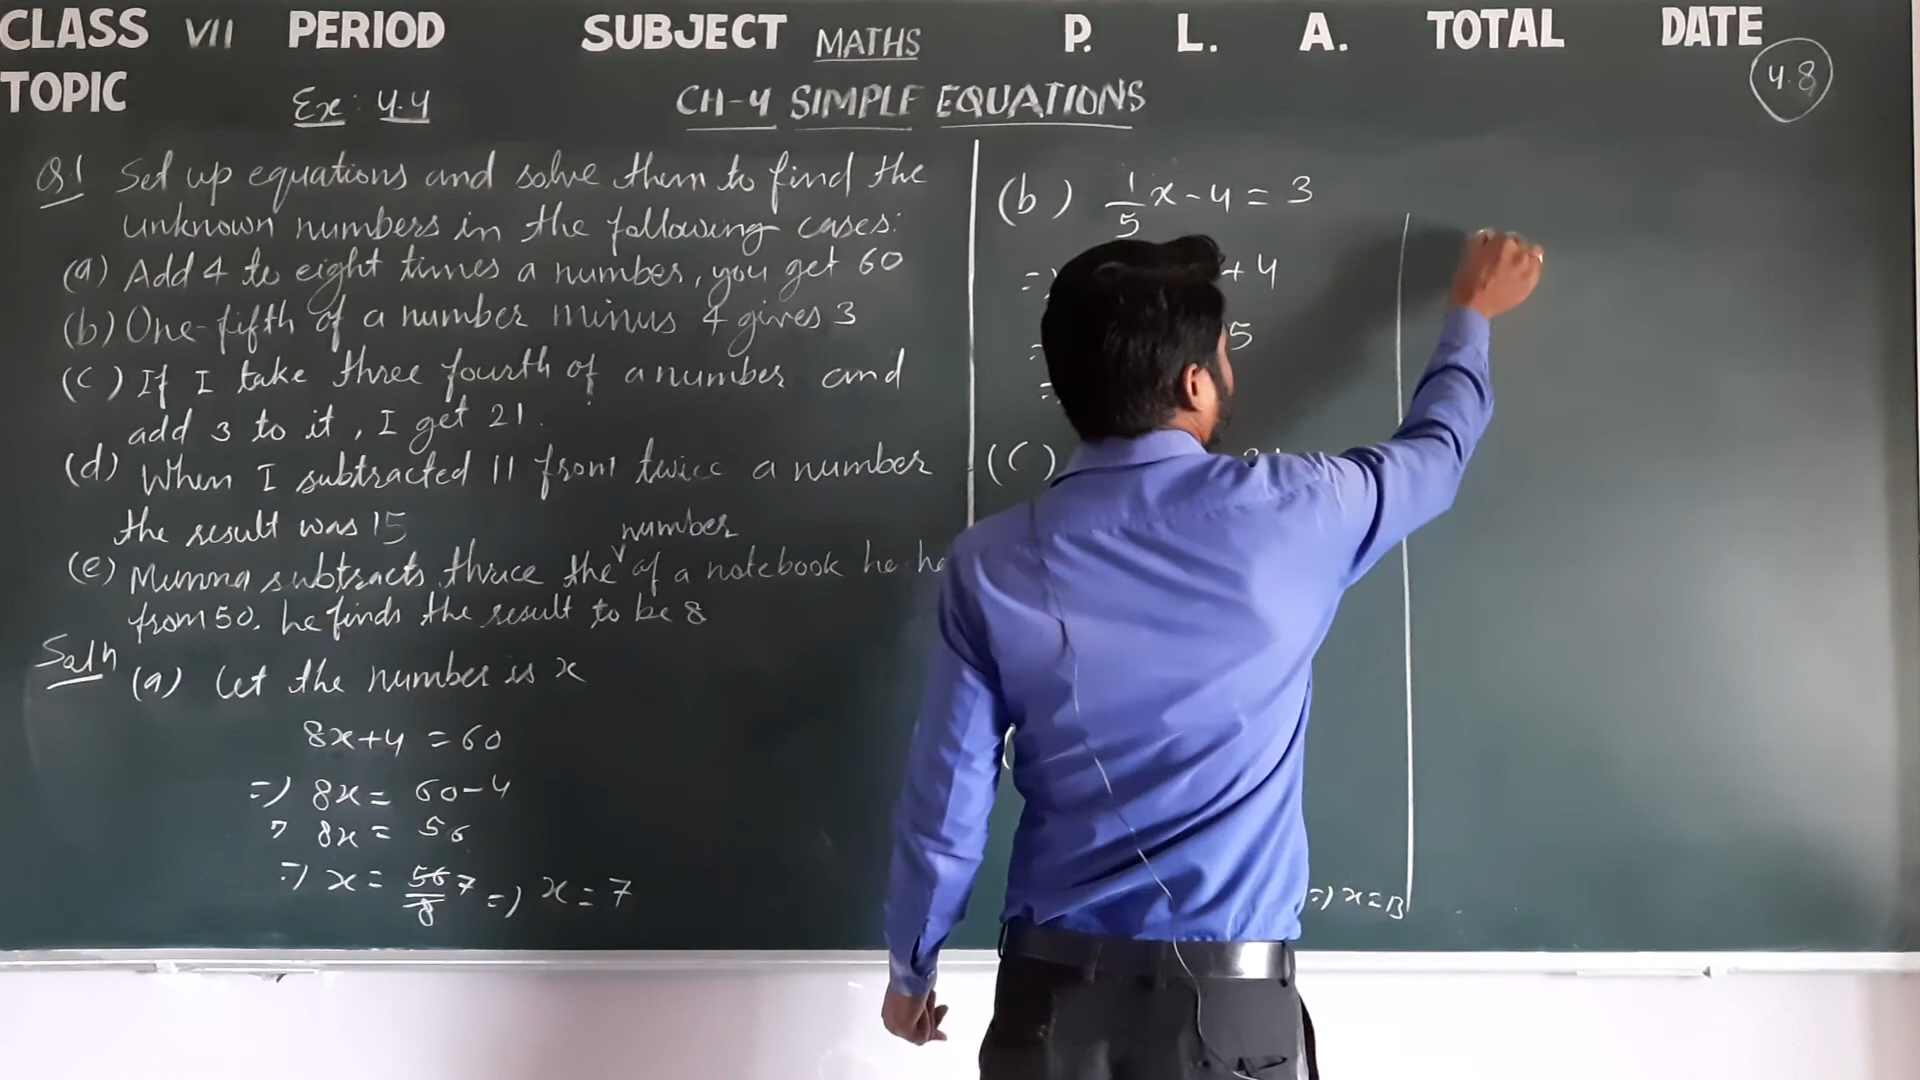 CLASS VII PERIOD SUBJECT MATHS P. L. A. TOTAL DATE
TOPIC Ex: 4.4 CH-4 SIMPLE EQUATIONS 4.8
Q1 Set up equations and solve them to find the
unknown numbers in the following cases:
(a) Add 4 to eight times a number, you get 60
(b) One-fifth of a number minus 4 gives 3
(c) If I take three fourth of a number and
add 3 to it, I get 21.
(d) When I subtracted 11 from twice a number
the result was 15
number
(e) Munna subtracts thrice the of a notebook he
from 50. he finds the result to be 8
Soln (a) Let the number is x
8x+4 = 60
=) 8x = 60-4
8x = 56
=) x = 56/8 7 =) x = 7
(b) 1/5 x - 4 = 3
+ 4
5
(C)
=) x = 13